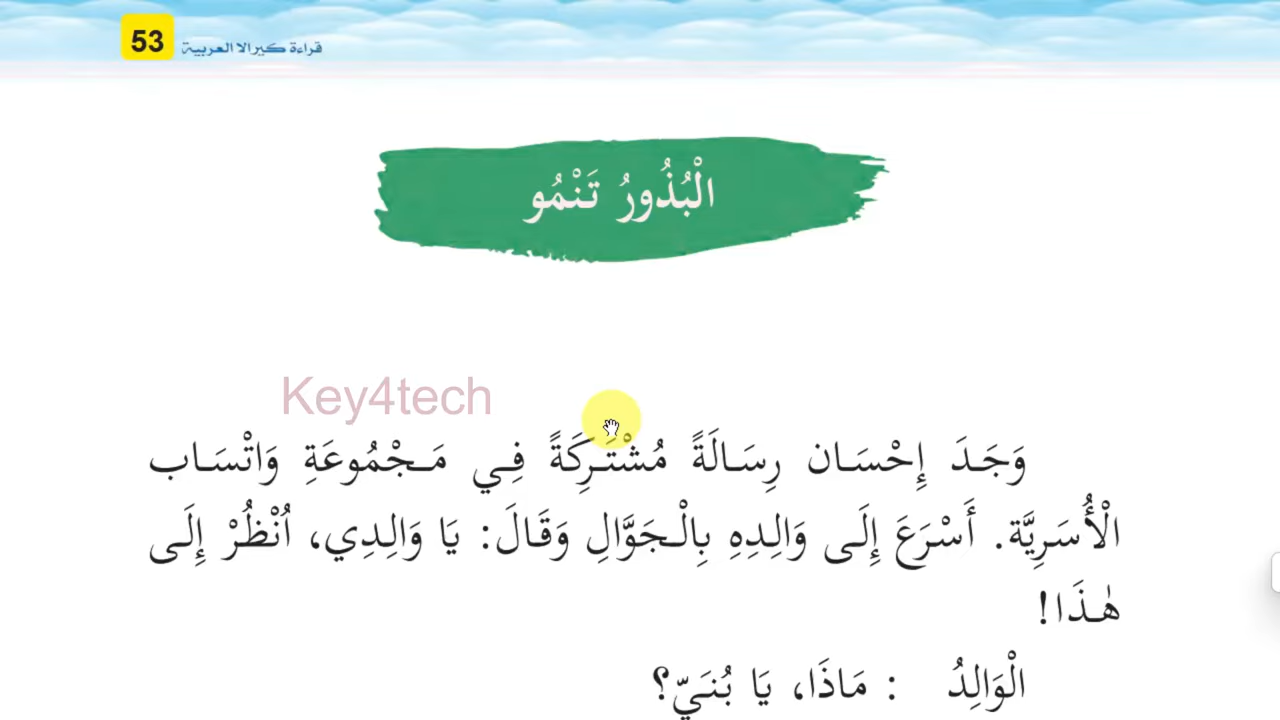 53
قراءة كيرالا العربية
الْبُذُورُ تَنْمُو
Key4tech
وَجَدَ إِحْسَان رِسَالَةً مُشْتَرِكَةً فِي مَجْمُوعَةِ وَاتْسَاب
الْأُسَرِيَّة. أَسْرَعَ إِلَى وَالِدِهِ بِالْجَوَّالِ وَقَالَ: يَا وَالِدِي، اُنْظُرْ إِلَى
هٰذَا!
الْوَالِدُ : مَاذَا، يَا بُنَيّ؟